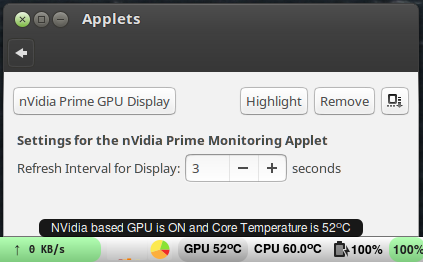 Applets
nVidia Prime GPU Display
Highlight
Remove
Settings for the nVidia Prime Monitoring Applet
Refresh Interval for Display: 3 seconds
NVidia based GPU is ON and Core Temperature is 52ºC
↑ 0 KB/s GPU 52ºC CPU 60.0ºC 100% 100%